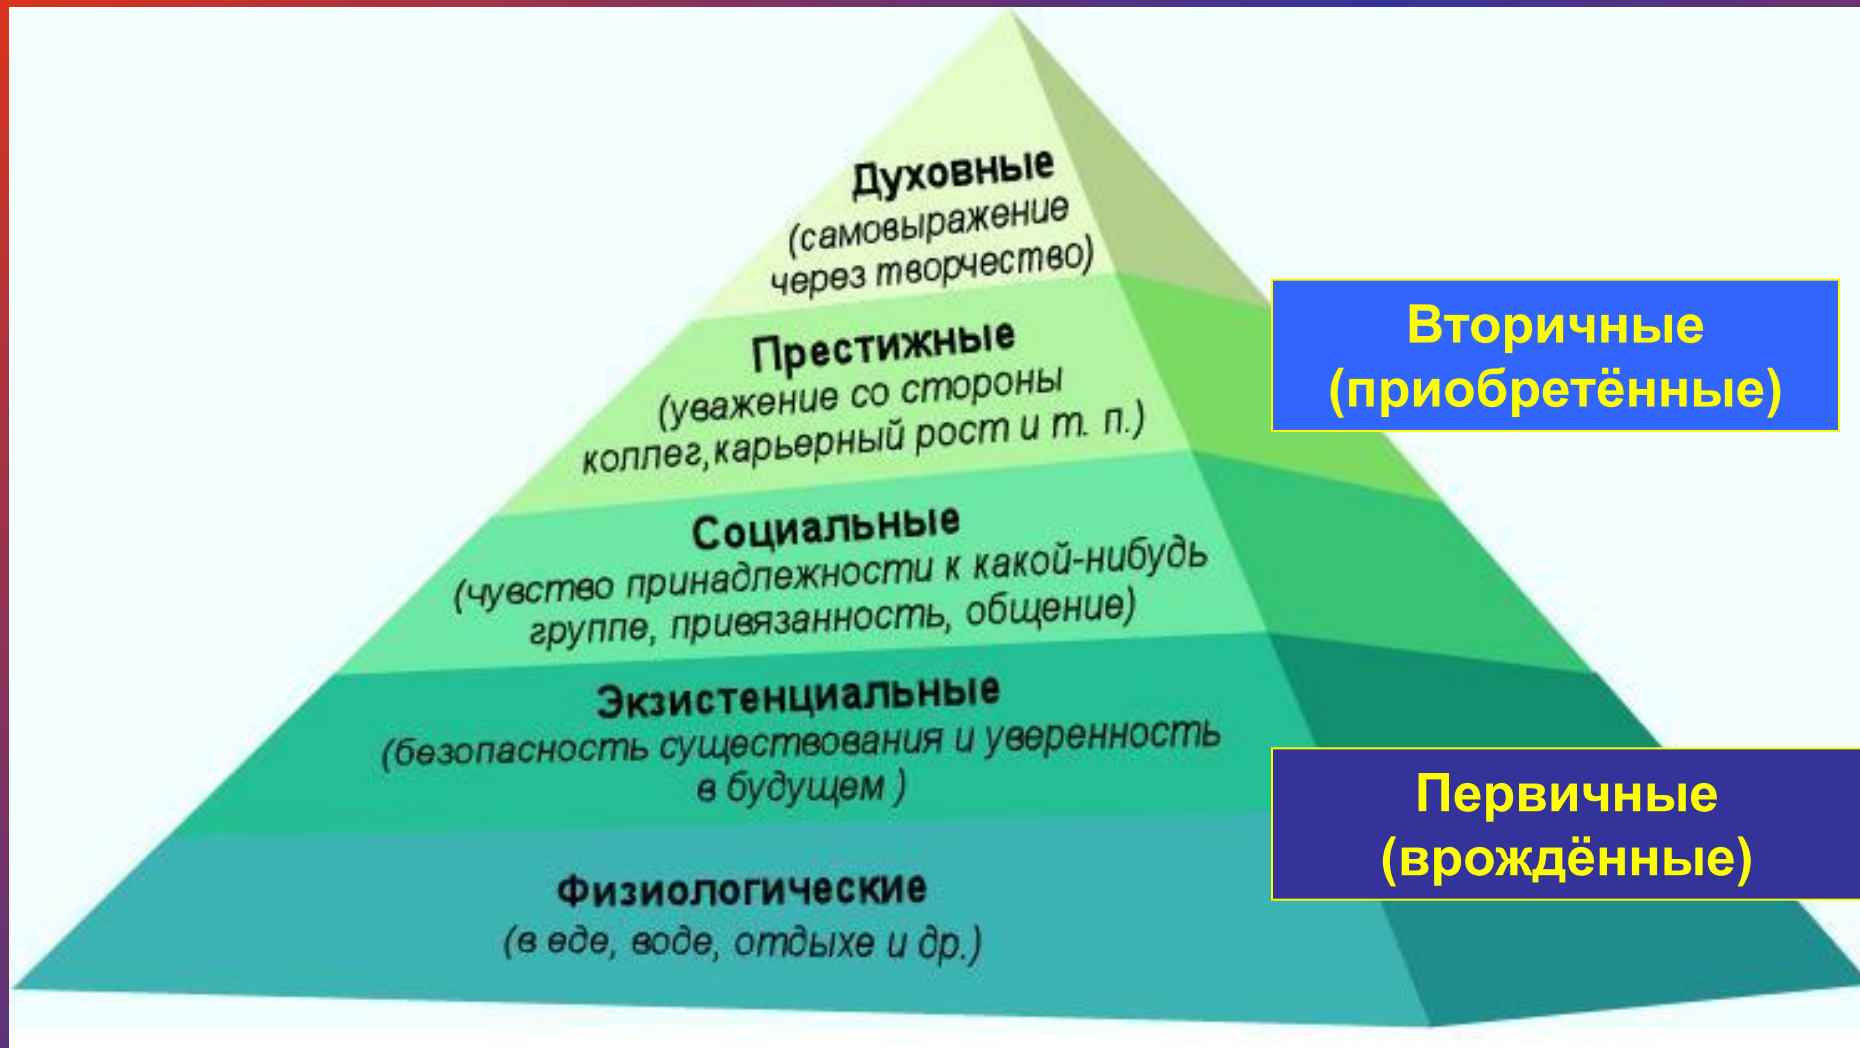 Духовные
(самовыражение
через творчество)
Престижные
(уважение со стороны
коллег,карьерный рост и т. п.)
Вторичные
(приобретённые)
Социальные
(чувство принадлежности к какой-нибудь
группе, привязанность, общение)
Экзистенциальные
(безопасность существования и уверенность
в будущем )
Первичные
(врождённые)
Физиологические
(в еде, воде, отдыхе и др.)